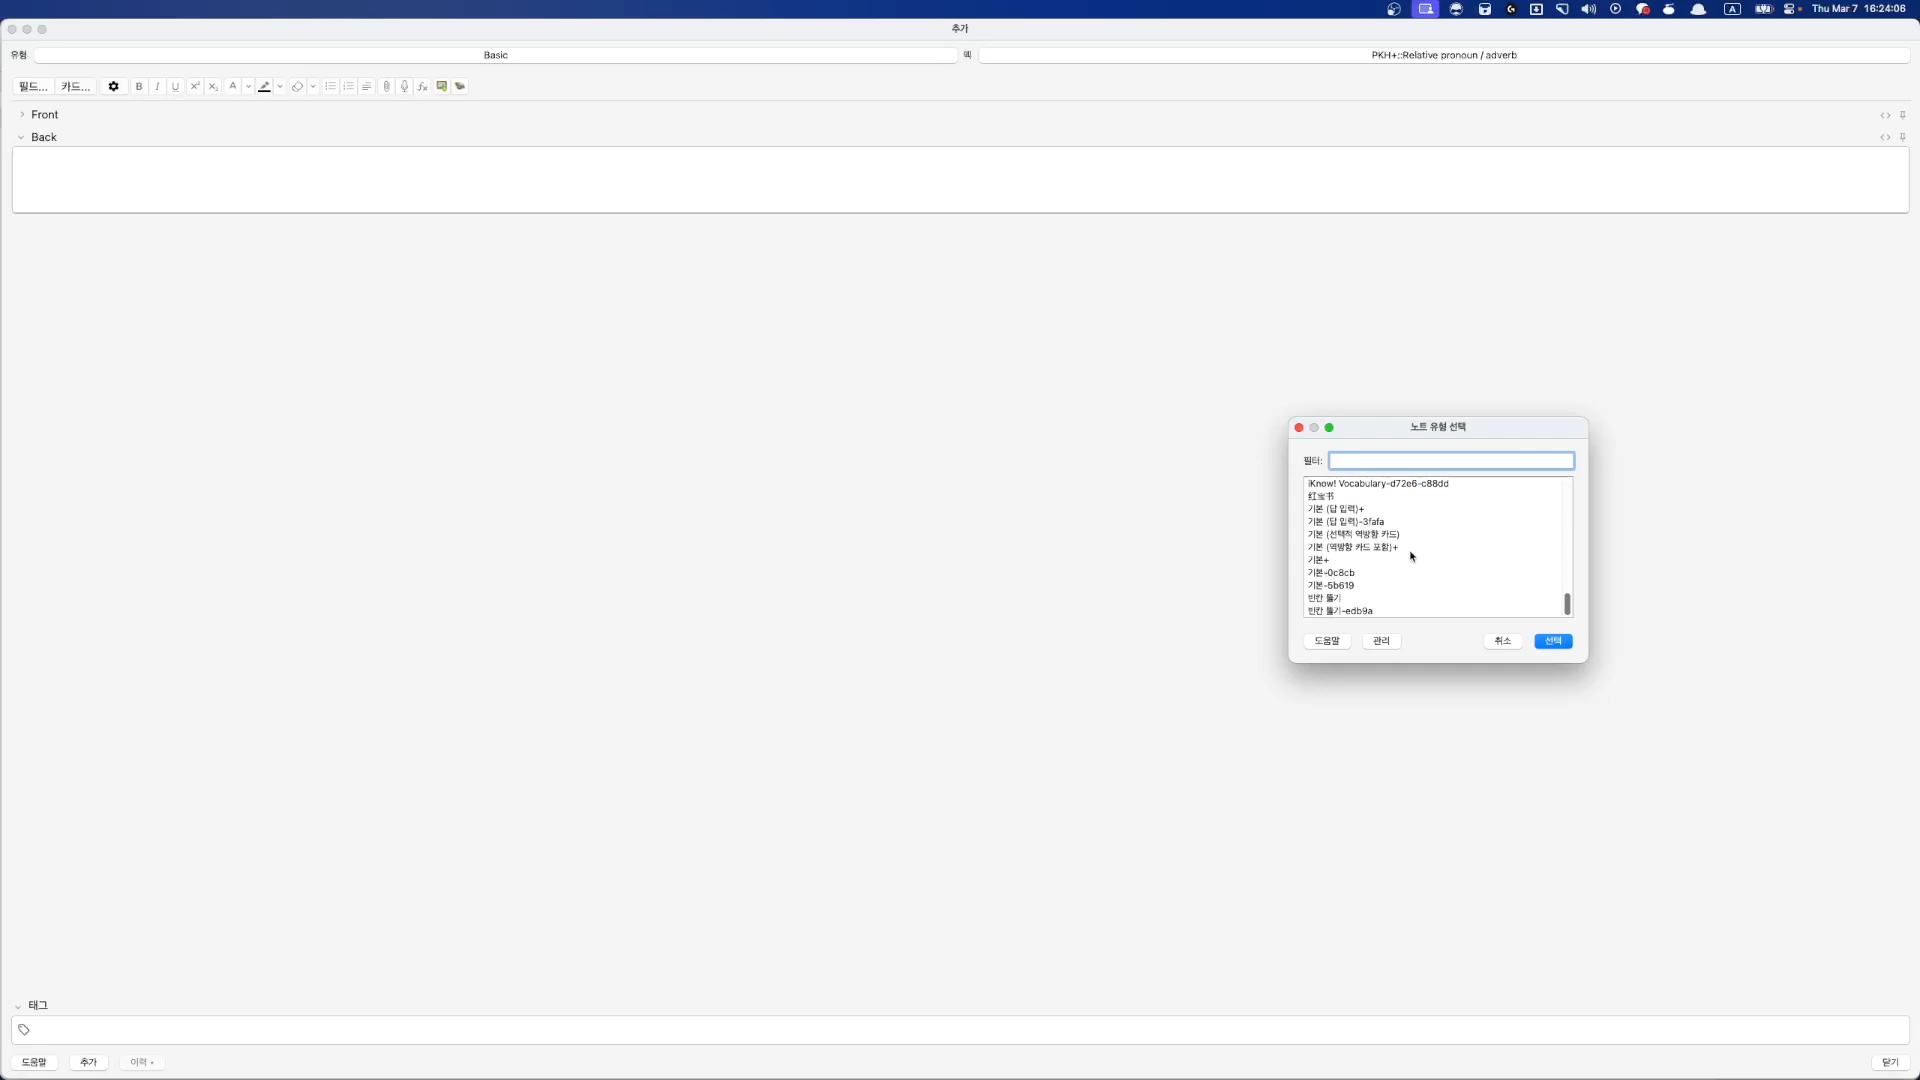 Thu Mar 7 16:24:06
추가
유형 Basic 덱 PKH+::Relative pronoun / adverb
필드... 카드...
Front
Back
노트 유형 선택
필터:
iKnow! Vocabulary-d72e6-c88dd
红宝书
기본 (답 입력)+
기본 (답 입력)-3fafa
기본 (선택적 역방향 카드)
기본 (역방향 카드 포함)+
기본+
기본-0c8cb
기본-5b619
빈칸 뚫기
빈칸 뚫기-edb9a
도움말 관리 취소 선택
태그
도움말 추가 이력 닫기